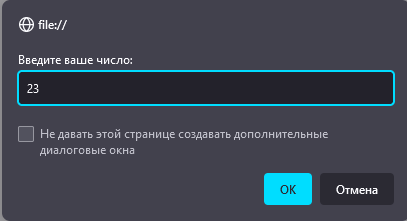 file://
Введите ваше число:
23
Не давать этой странице создавать дополнительные
диалоговые окна
OK
Отмена